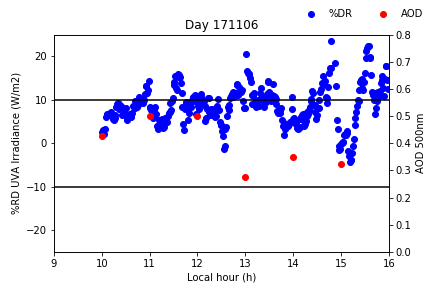 %DR AOD
Day 171106
%RD UVA Irradiance (W/m2)
20
10
0
−10
−20
0.8
0.7
0.6
0.5
0.4
0.3
0.2
0.1
0.0
AOD 500nm
9 10 11 12 13 14 15 16
Local hour (h)